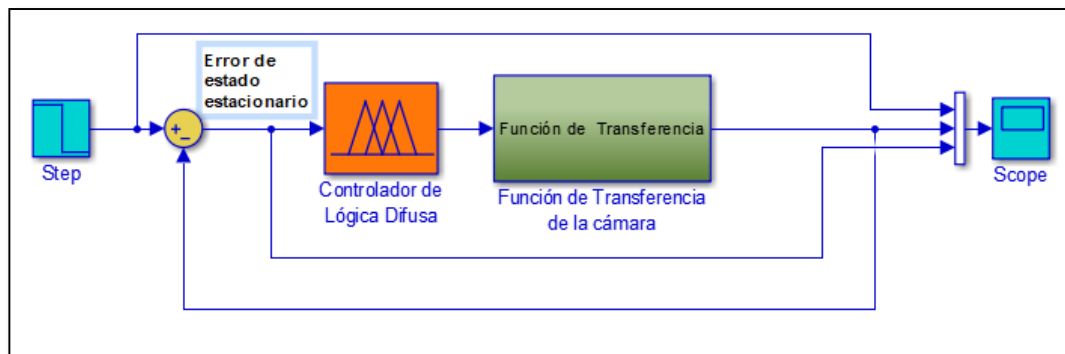 Error de
estado
estacionario
Step
Controlador de
Lógica Difusa
Función de Transferencia
Función de Transferencia
de la cámara
Scope